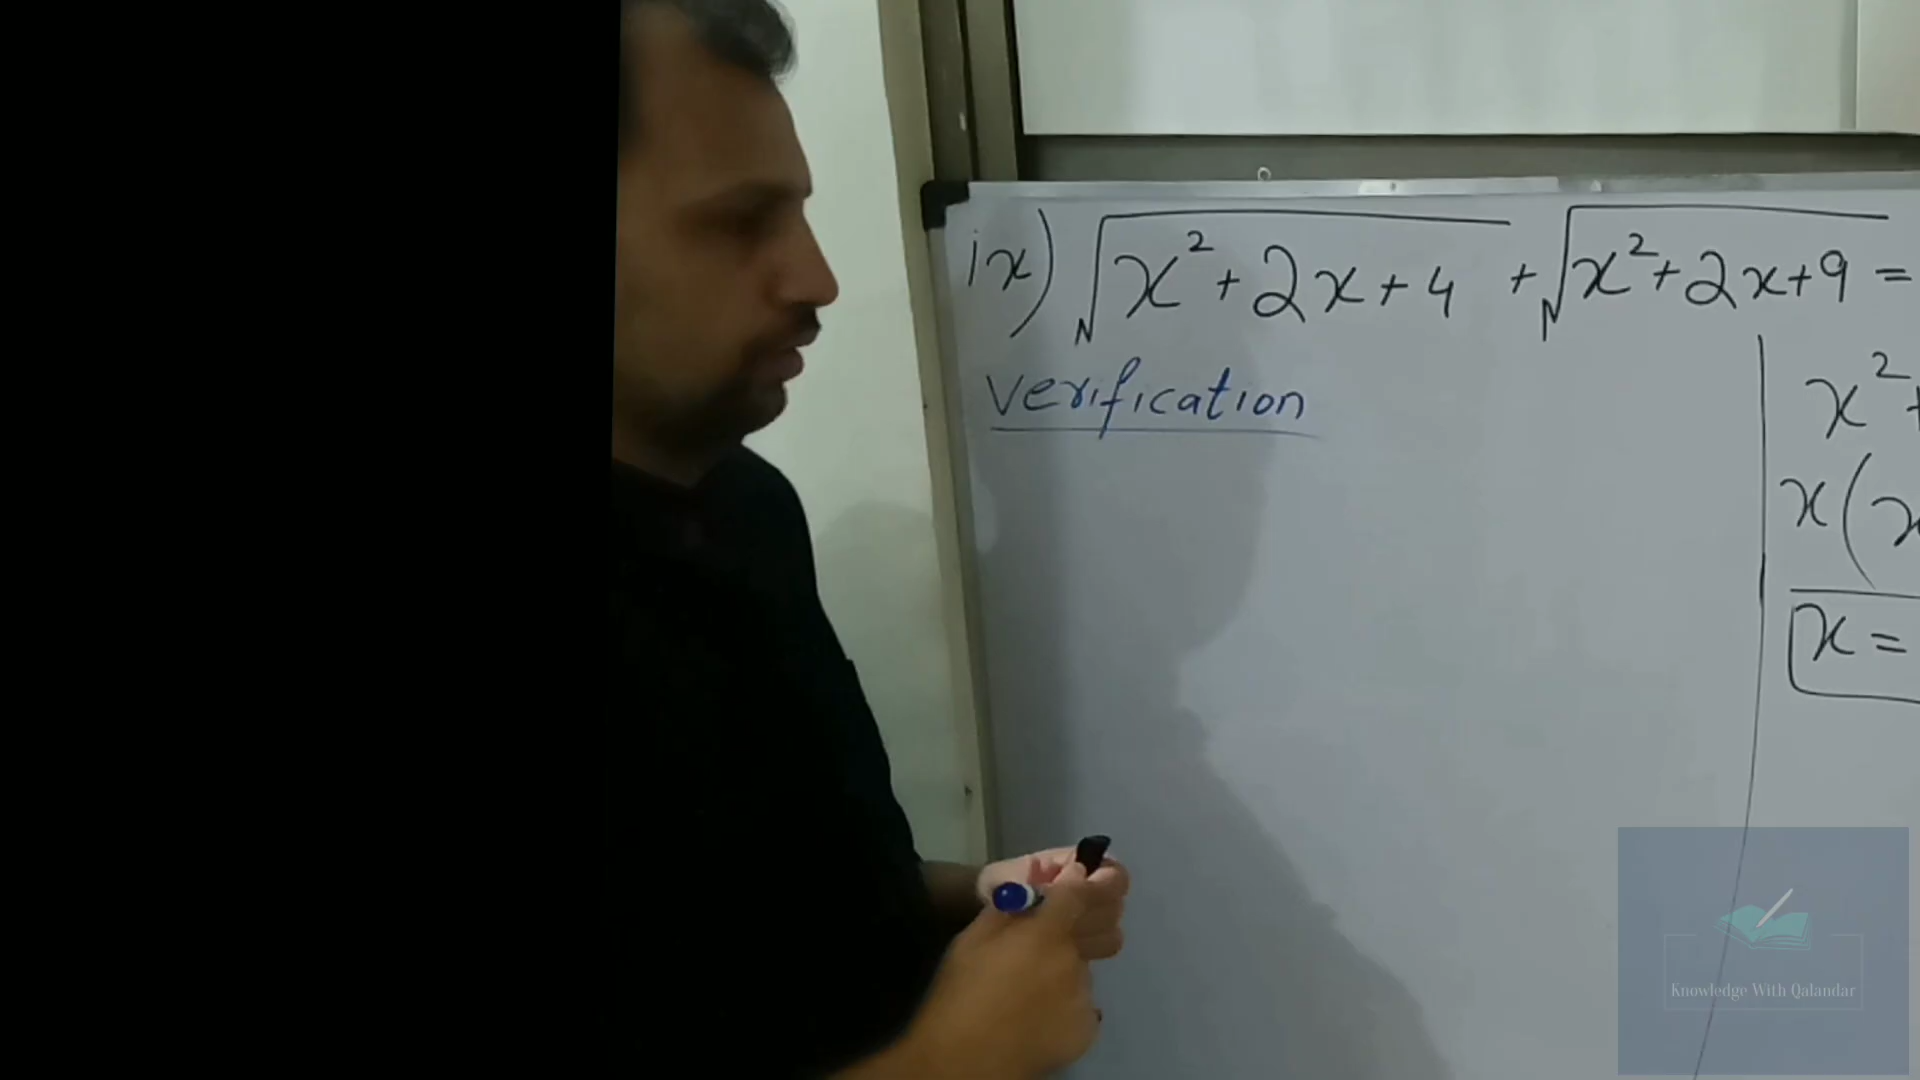 ix) √x²+2x+4 + √x²+2x+9 =
Verification
x²+
x(x
x =
Knowledge With Qalandar